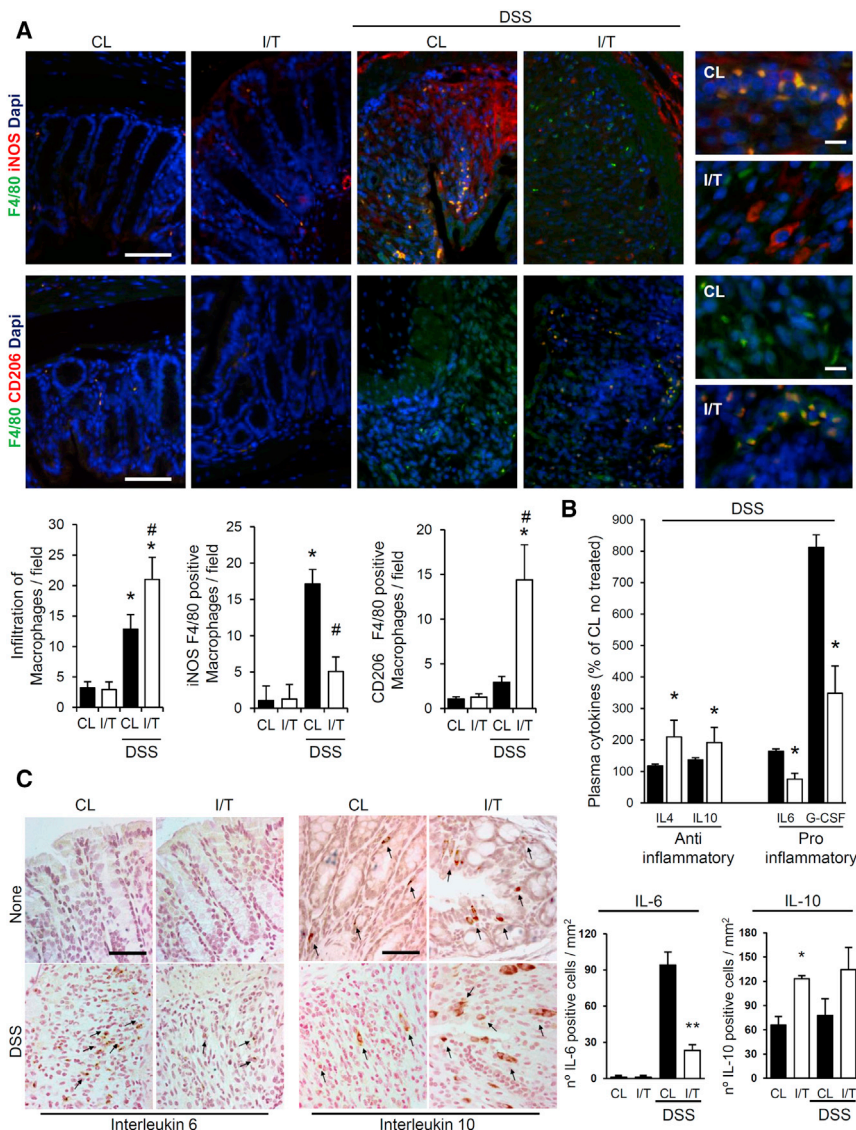 A
DSS
CL
I/T
CL
I/T
F4/80 iNOS Dapi
CL
I/T
F4/80 CD206 Dapi
CL
I/T
Infiltration of
Macrophages / field
30
25
20
15
10
5
0
*
#
*
CL I/T CL I/T
DSS
iNOS F4/80 positive
Macrophages / field
25
20
15
10
5
0
*
#
CL I/T CL I/T
DSS
CD206 F4/80 positive
Macrophages / field
20
15
10
5
0
#
*
CL I/T CL I/T
DSS
B
DSS
Plasma cytokines (% of CL no treated)
900
800
700
600
500
400
300
200
100
0
*
*
*
*
IL4 IL10 IL6 G-CSF
Anti
inflammatory
Pro
inflammatory
C
CL
I/T
CL
I/T
None
DSS
Interleukin 6
Interleukin 10
IL-6
nº IL-6 positive cells / mm²
120
90
60
30
0
**
CL I/T CL I/T
DSS
IL-10
nº IL-10 positive cells / mm²
180
150
120
90
60
30
0
*
CL I/T CL I/T
DSS